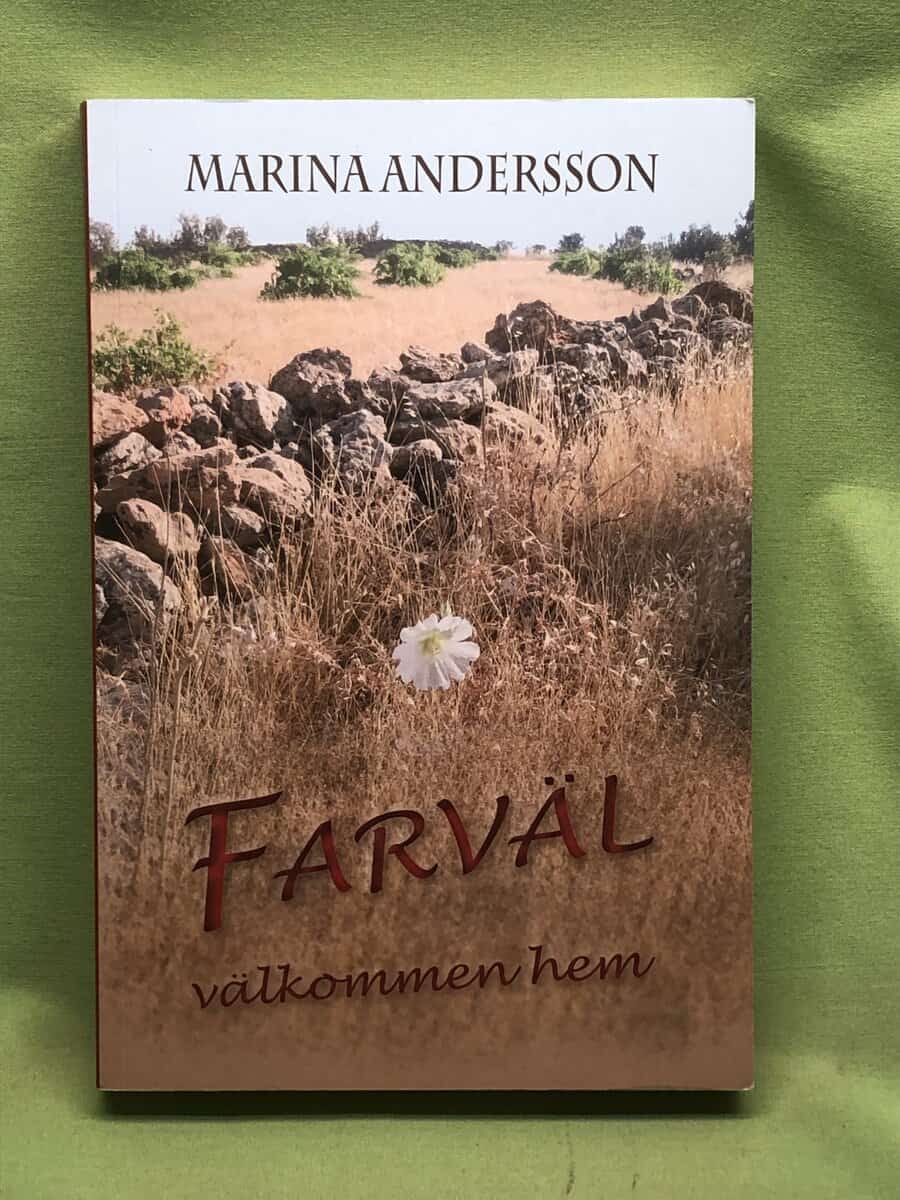 MARINA ANDERSSON
FARVÄL
välkommen hem